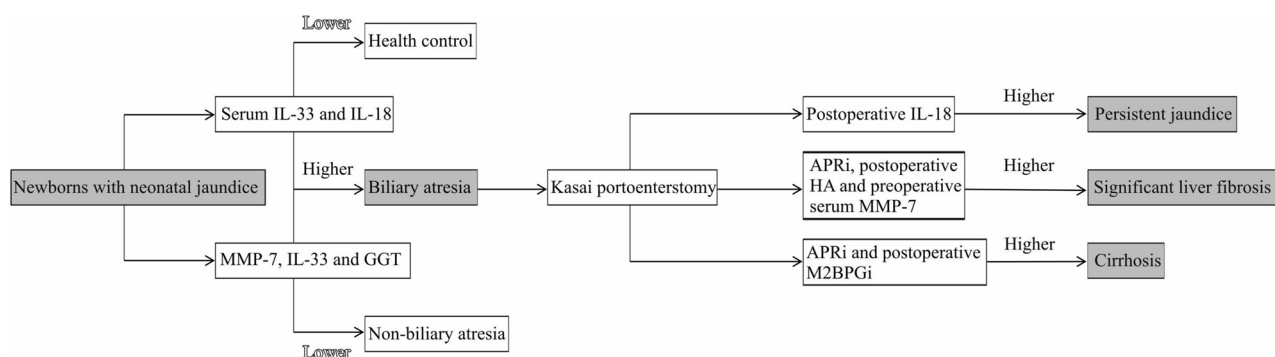 Lower
Health control
Serum IL-33 and IL-18
Postoperative IL-18
Higher
Persistent jaundice
Newborns with neonatal jaundice
Higher
Biliary atresia
Kasai portoenterstomy
APRi, postoperative
HA and preoperative
serum MMP-7
Higher
Significant liver fibrosis
MMP-7, IL-33 and GGT
APRi and postoperative
M2BPGi
Higher
Cirrhosis
Non-biliary atresia
Lower